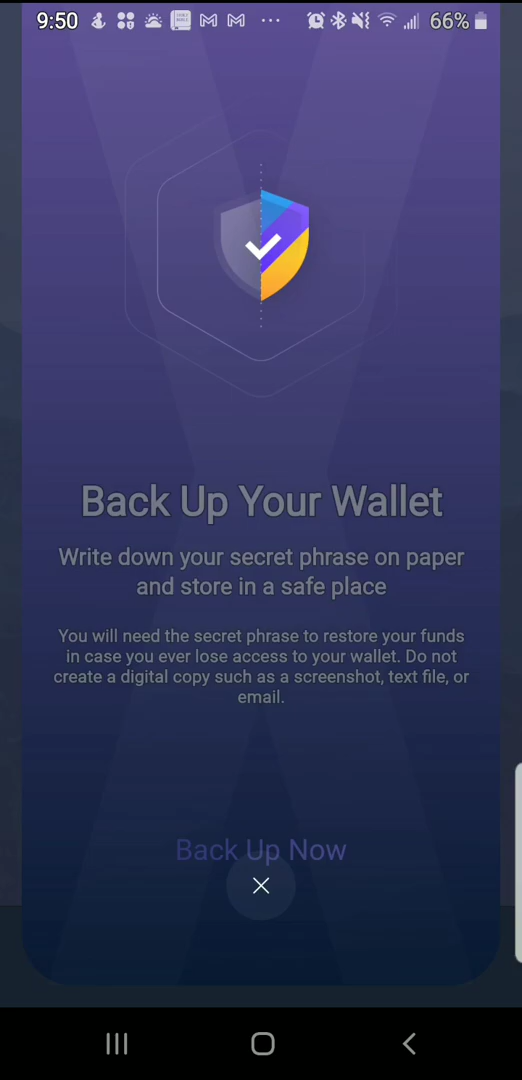 9:50 66%
Back Up Your Wallet
Write down your secret phrase on paper
and store in a safe place
You will need the secret phrase to restore your funds
in case you ever lose access to your wallet. Do not
create a digital copy such as a screenshot, text file, or
email.
Back Up Now